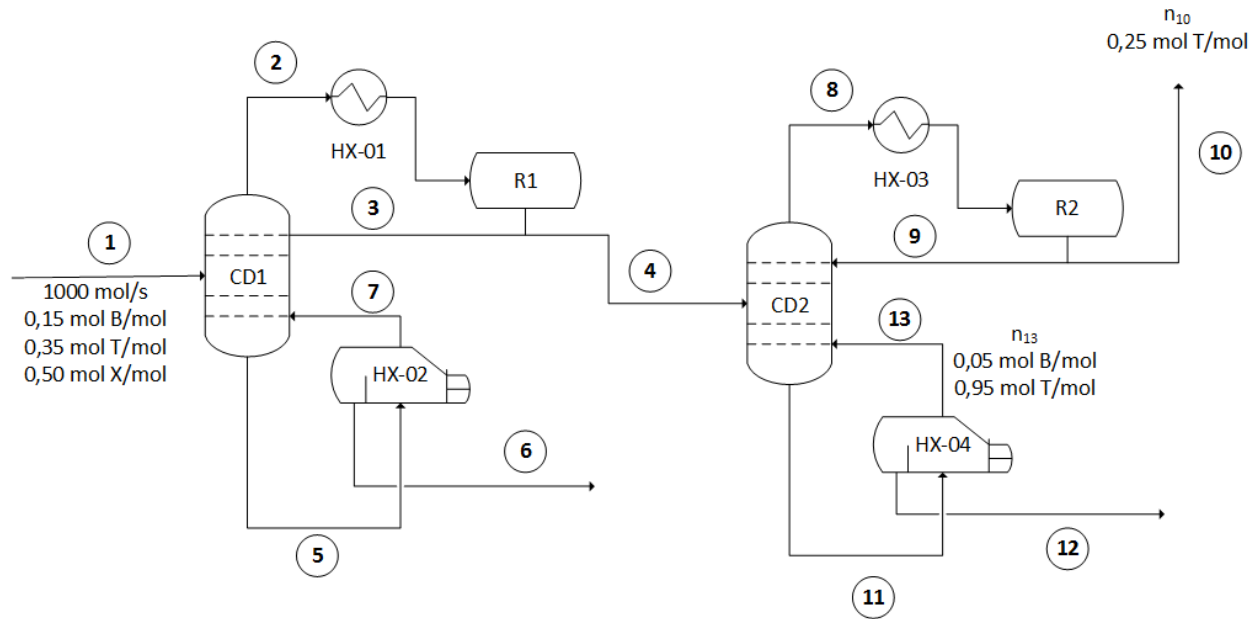 n₁₀
0,25 mol T/mol
2
8
HX-01
HX-03
10
R1
R2
1
3
9
CD1
4
CD2
1000 mol/s
0,15 mol B/mol
0,35 mol T/mol
0,50 mol X/mol
7
13
n₁₃
0,05 mol B/mol
0,95 mol T/mol
HX-02
HX-04
6
5
12
11